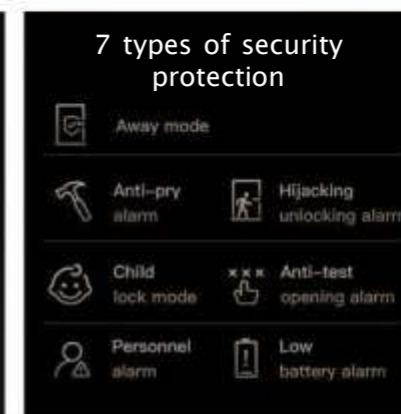 7 types of security
protection
Away mode
Anti-pry
alarm
Hijacking
unlocking alarm
Child
lock mode
××× Anti-test
opening alarm
Personnel
alarm
Low
battery alarm